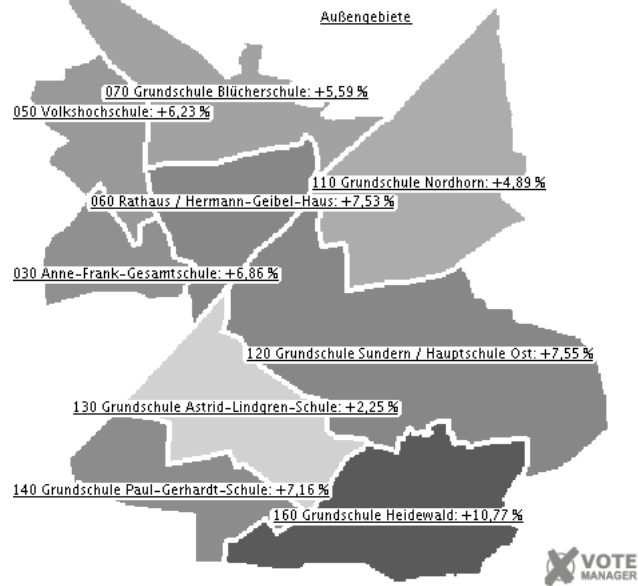 Außengebiete
070 Grundschule Blücherschule: +5,59 %
050 Volkshochschule: +6,23 %
110 Grundschule Nordhorn: +4,89 %
060 Rathaus / Hermann-Geibel-Haus: +7,53 %
030 Anne-Frank-Gesamtschule: +6,86 %
120 Grundschule Sundern / Hauptschule Ost: +7,55 %
130 Grundschule Astrid-Lindgren-Schule: +2,25 %
140 Grundschule Paul-Gerhardt-Schule: +7,16 %
160 Grundschule Heidewald: +10,77 %
VOTE
MANAGER